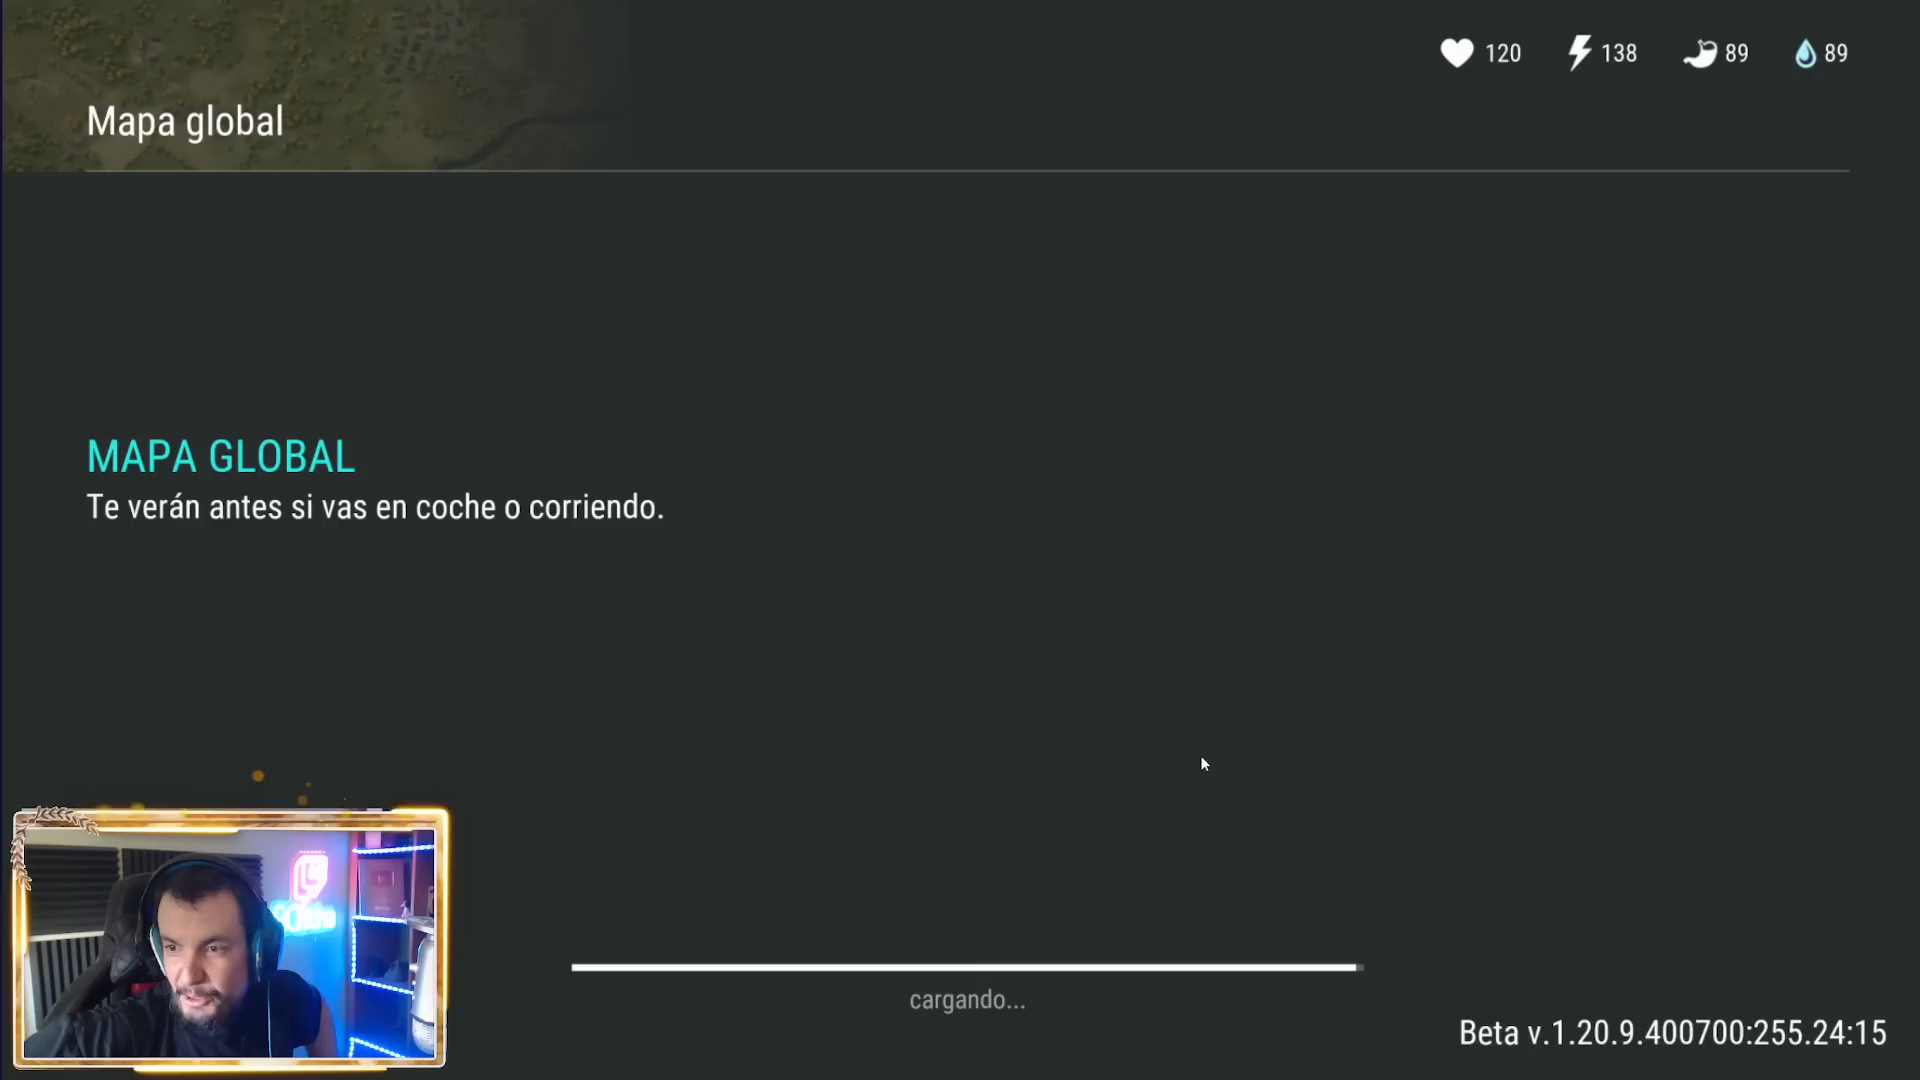 120 138 89 89
Mapa global
MAPA GLOBAL
Te verán antes si vas en coche o corriendo.
cargando...
Beta v.1.20.9.400700:255.24:15